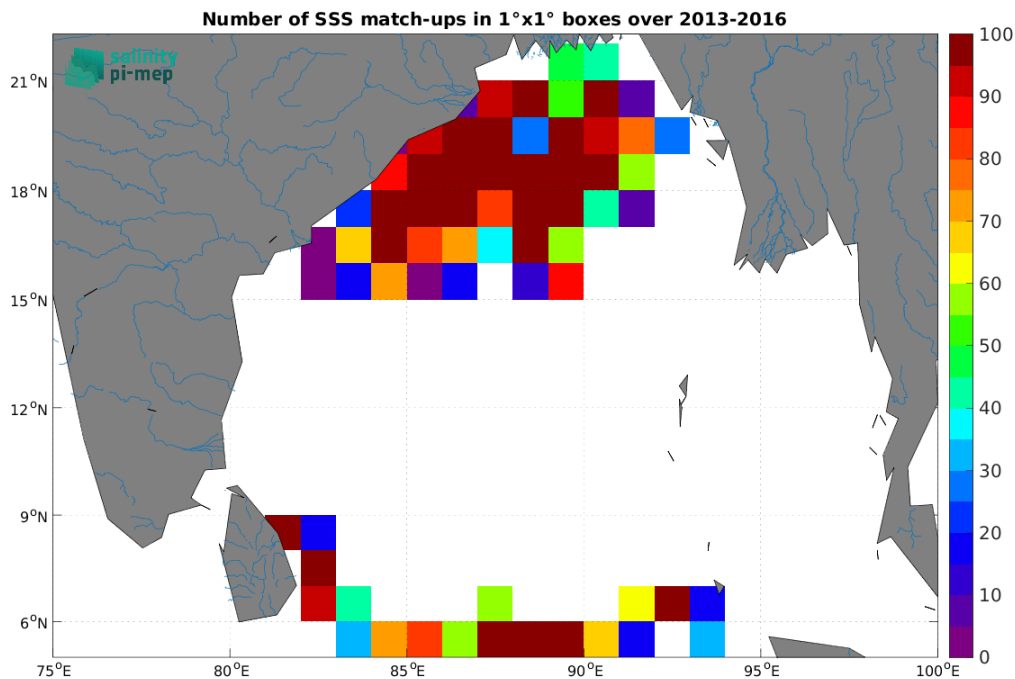 Number of SSS match-ups in 1°x1° boxes over 2013-2016
salinity
pi-mep
21°N
18°N
15°N
12°N
9°N
6°N
75°E 80°E 85°E 90°E 95°E 100°E
100
90
80
70
60
50
40
30
20
10
0